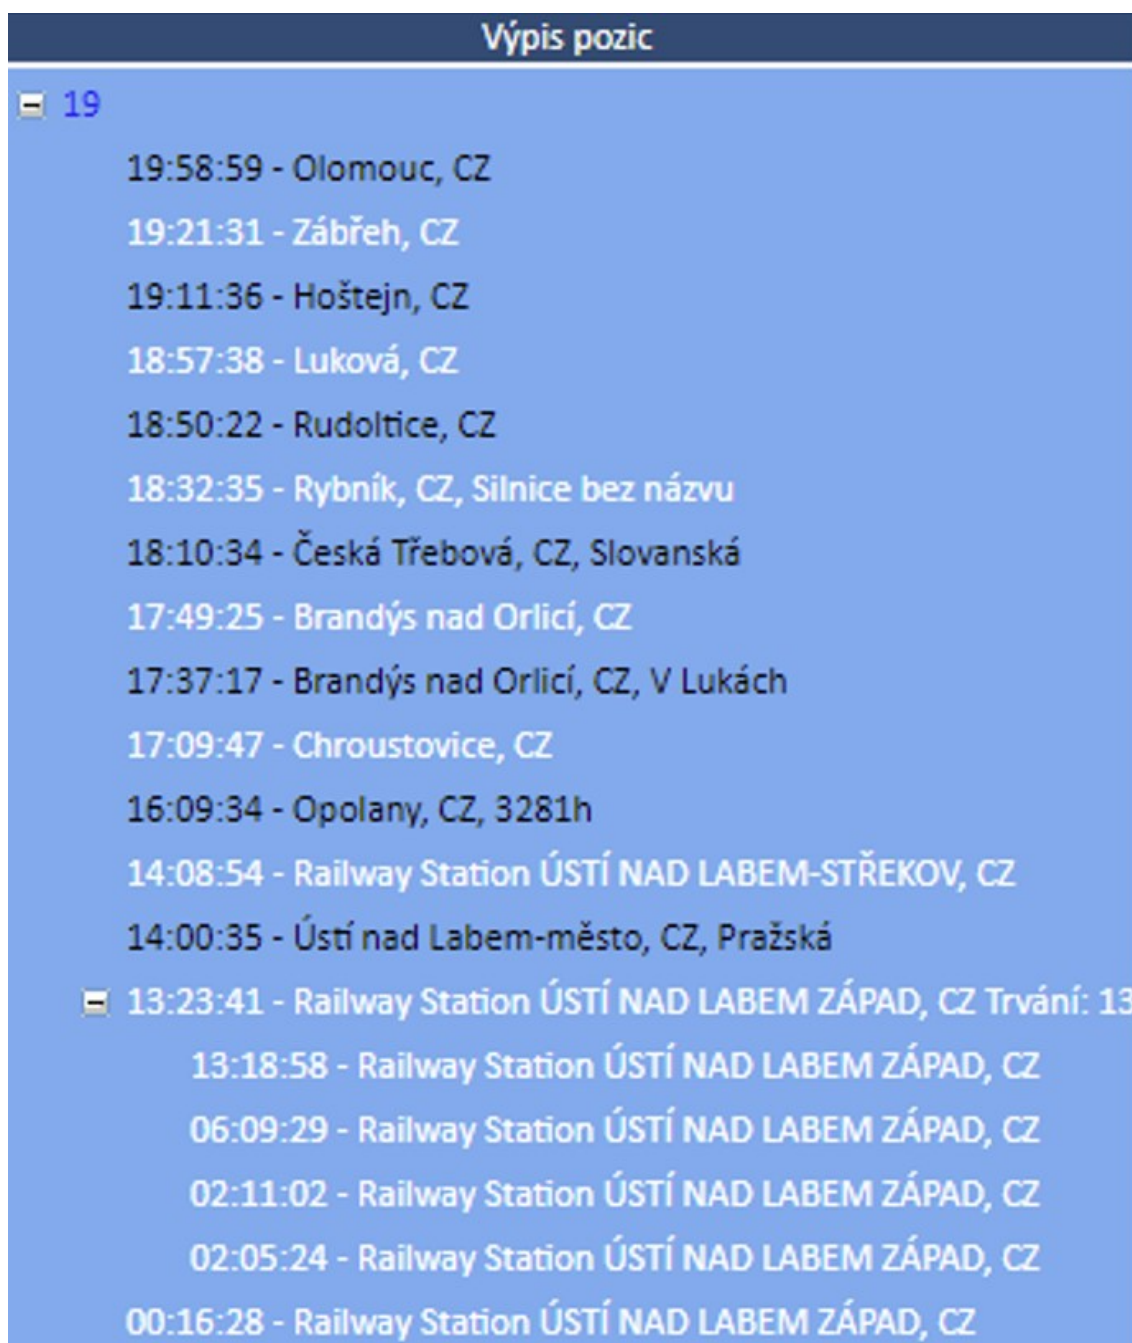 Výpis pozic
19
19:58:59 - Olomouc, CZ
19:21:31 - Zábřeh, CZ
19:11:36 - Hoštejn, CZ
18:57:38 - Luková, CZ
18:50:22 - Rudoltice, CZ
18:32:35 - Rybník, CZ, Silnice bez názvu
18:10:34 - Česká Třebová, CZ, Slovanská
17:49:25 - Brandýs nad Orlicí, CZ
17:37:17 - Brandýs nad Orlicí, CZ, V Lukách
17:09:47 - Chroustovice, CZ
16:09:34 - Opolany, CZ, 3281h
14:08:54 - Railway Station ÚSTÍ NAD LABEM-STŘEKOV, CZ
14:00:35 - Ústí nad Labem-město, CZ, Pražská
13:23:41 - Railway Station ÚSTÍ NAD LABEM ZÁPAD, CZ Trvání: 13
13:18:58 - Railway Station ÚSTÍ NAD LABEM ZÁPAD, CZ
06:09:29 - Railway Station ÚSTÍ NAD LABEM ZÁPAD, CZ
02:11:02 - Railway Station ÚSTÍ NAD LABEM ZÁPAD, CZ
02:05:24 - Railway Station ÚSTÍ NAD LABEM ZÁPAD, CZ
00:16:28 - Railway Station ÚSTÍ NAD LABEM ZÁPAD, CZ